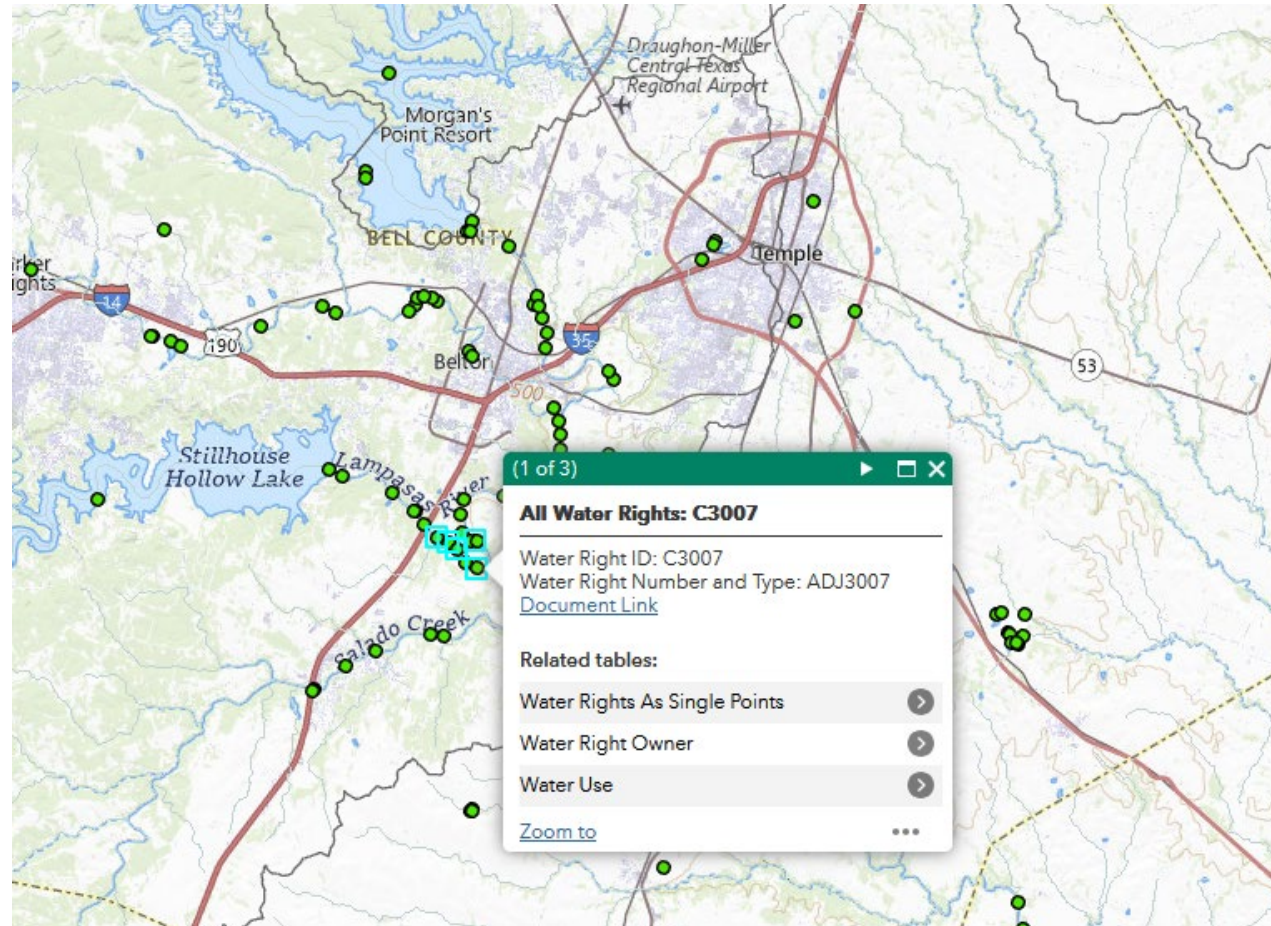 Draughon-Miller
Central Texas
Regional Airport
Morgan's
Point Resort
BELL COUNTY
Temple
14
190
35
Belton
500
53
Stillhouse
Hollow Lake
Lampasas River
Salado Creek
(1 of 3)
All Water Rights: C3007
Water Right ID: C3007
Water Right Number and Type: ADJ3007
Document Link
Related tables:
Water Rights As Single Points
Water Right Owner
Water Use
Zoom to